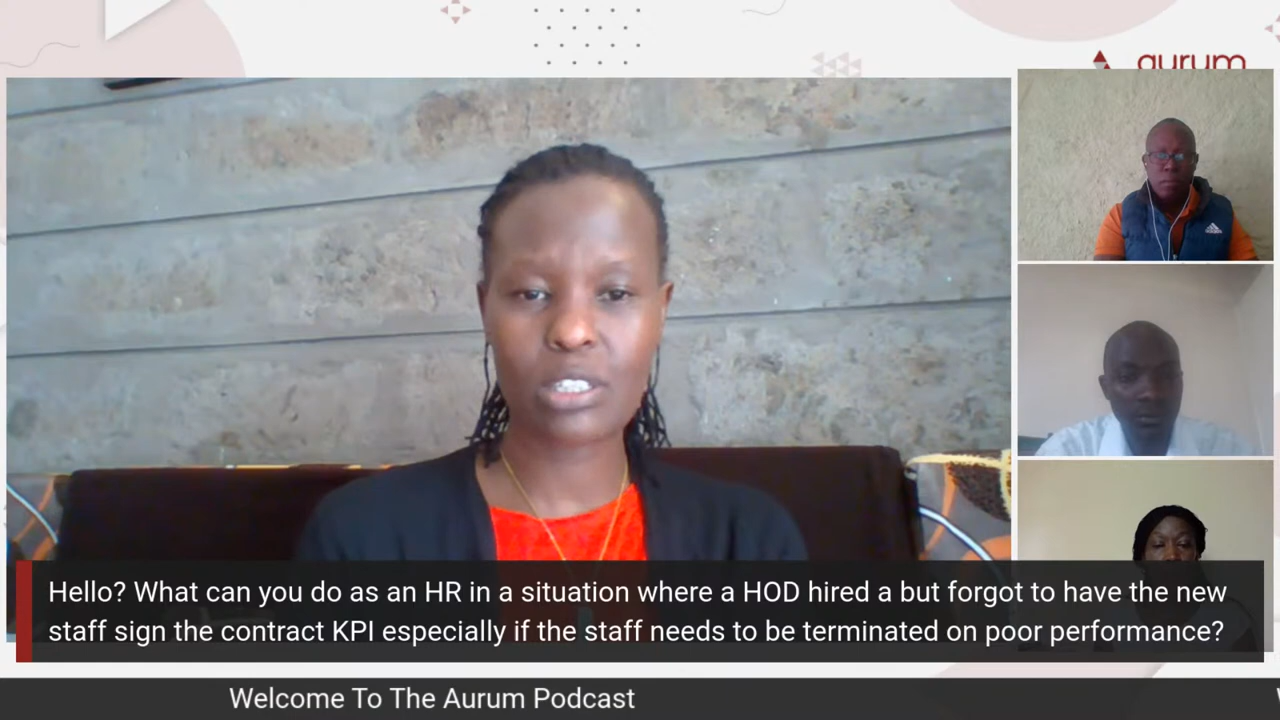 aurum
Hello? What can you do as an HR in a situation where a HOD hired a but forgot to have the new
staff sign the contract KPI especially if the staff needs to be terminated on poor performance?
Welcome To The Aurum Podcast